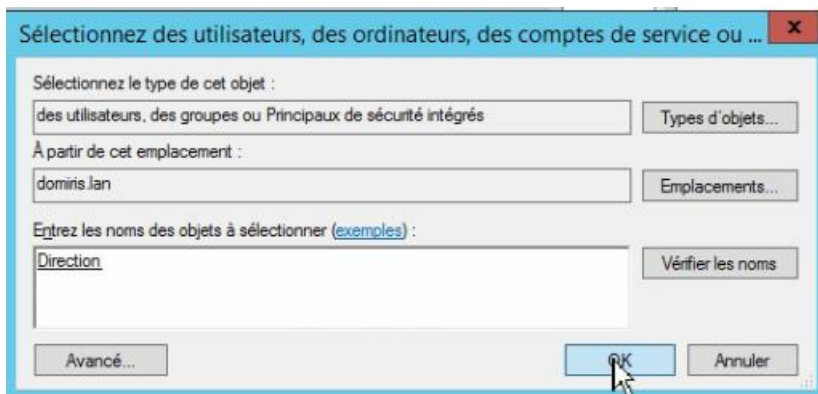 Sélectionnez des utilisateurs, des ordinateurs, des comptes de service ou ...
x
Sélectionnez le type de cet objet :
des utilisateurs, des groupes ou Principaux de sécurité intégrés
Types d'objets...
À partir de cet emplacement :
domiris.lan
Emplacements...
Entrez les noms des objets à sélectionner (exemples) :
Direction
Vérifier les noms
Avancé...
OK
Annuler